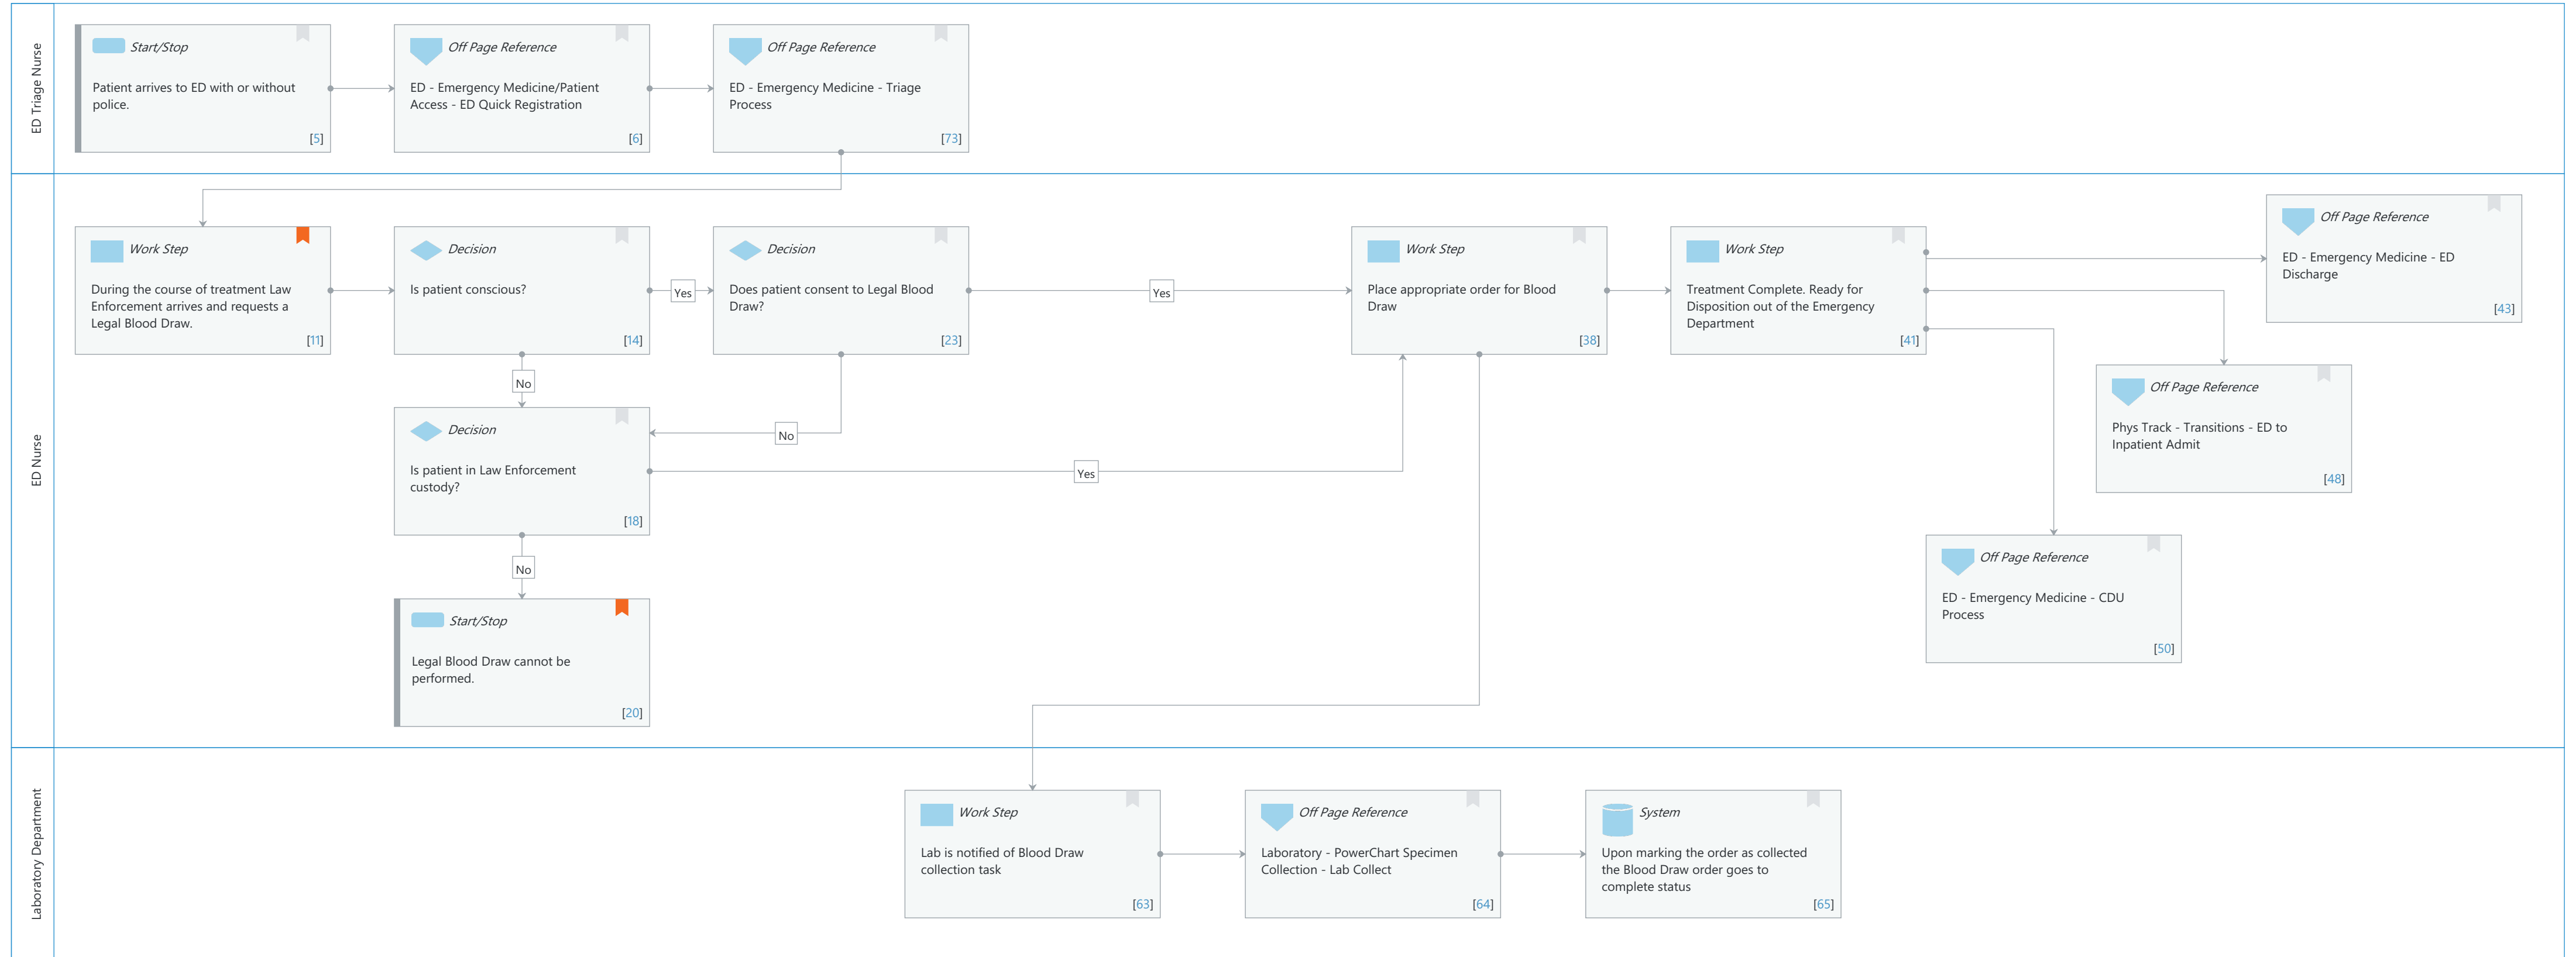 ED Triage Nurse
Start/Stop
Patient arrives to ED with or without
police.
[5]
Off Page Reference
ED - Emergency Medicine/Patient
Access - ED Quick Registration
[6]
Off Page Reference
ED - Emergency Medicine - Triage
Process
[73]
ED Nurse
Work Step
During the course of treatment Law
Enforcement arrives and requests a
Legal Blood Draw.
[11]
Decision
Is patient conscious?
[14]
Yes
Decision
Does patient consent to Legal Blood
Draw?
[23]
Yes
Work Step
Place appropriate order for Blood
Draw
[38]
Work Step
Treatment Complete. Ready for
Disposition out of the Emergency
Department
[41]
Off Page Reference
ED - Emergency Medicine - ED
Discharge
[43]
No
No
Decision
Is patient in Law Enforcement
custody?
[18]
Yes
Off Page Reference
Phys Track - Transitions - ED to
Inpatient Admit
[48]
No
Off Page Reference
ED - Emergency Medicine - CDU
Process
[50]
Start/Stop
Legal Blood Draw cannot be
performed.
[20]
Laboratory Department
Work Step
Lab is notified of Blood Draw
collection task
[63]
Off Page Reference
Laboratory - PowerChart Specimen
Collection - Lab Collect
[64]
System
Upon marking the order as collected
the Blood Draw order goes to
complete status
[65]